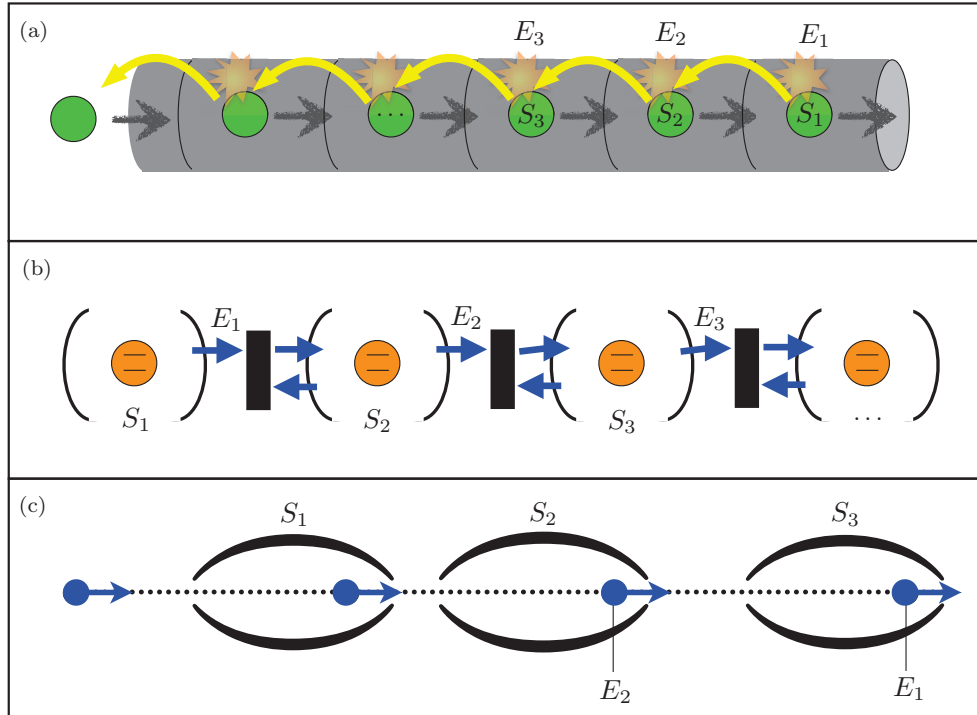 (a)
E₃ E₂ E₁
··· S₃ S₂ S₁
(b)
E₁ E₂ E₃
S₁ S₂ S₃ ···
(c)
S₁ S₂ S₃
E₂ E₁